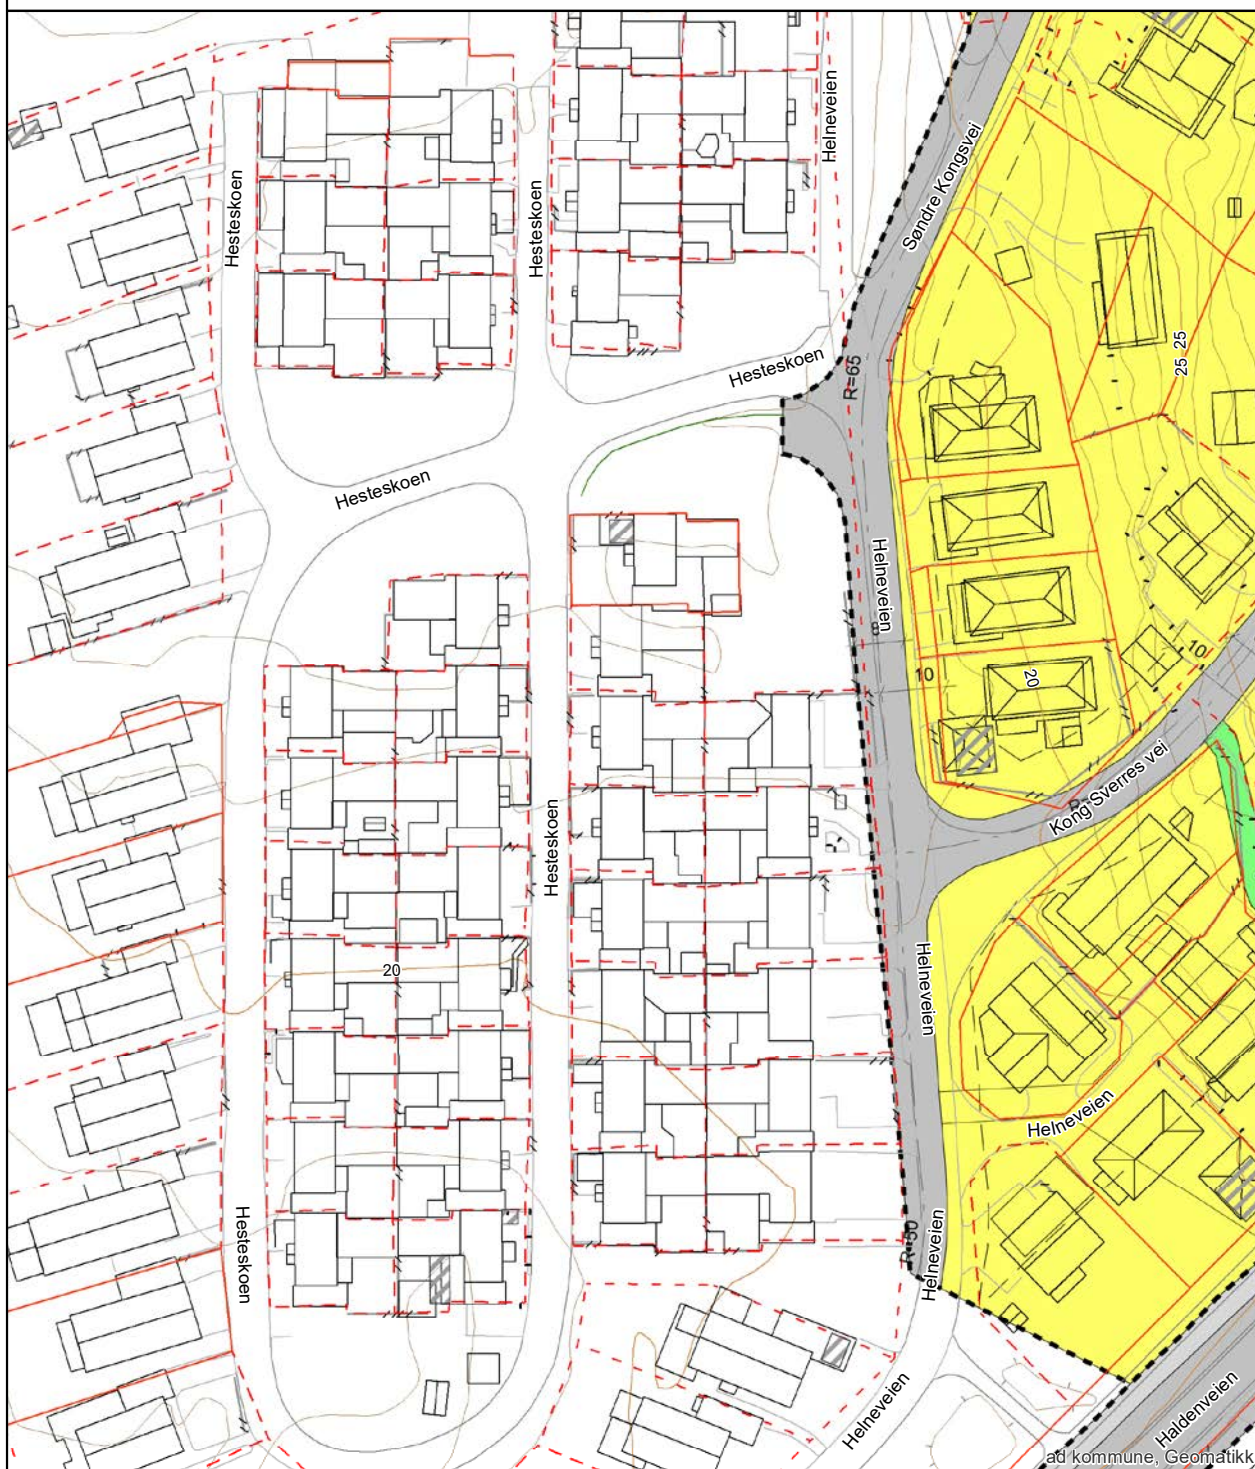 Helneveien
Søndre Kongsvei
Hesteskoen
Hesteskoen
25 25
Hesteskoen
R=65
Hesteskoen
Helneveien
B
10
20
10
Kong Sverres vei
Hesteskoen
20
Helneveien
Helneveien
Hesteskoen
R=50
Helneveien
Helneveien
Haldenveien
ad kommune, Geomatikk